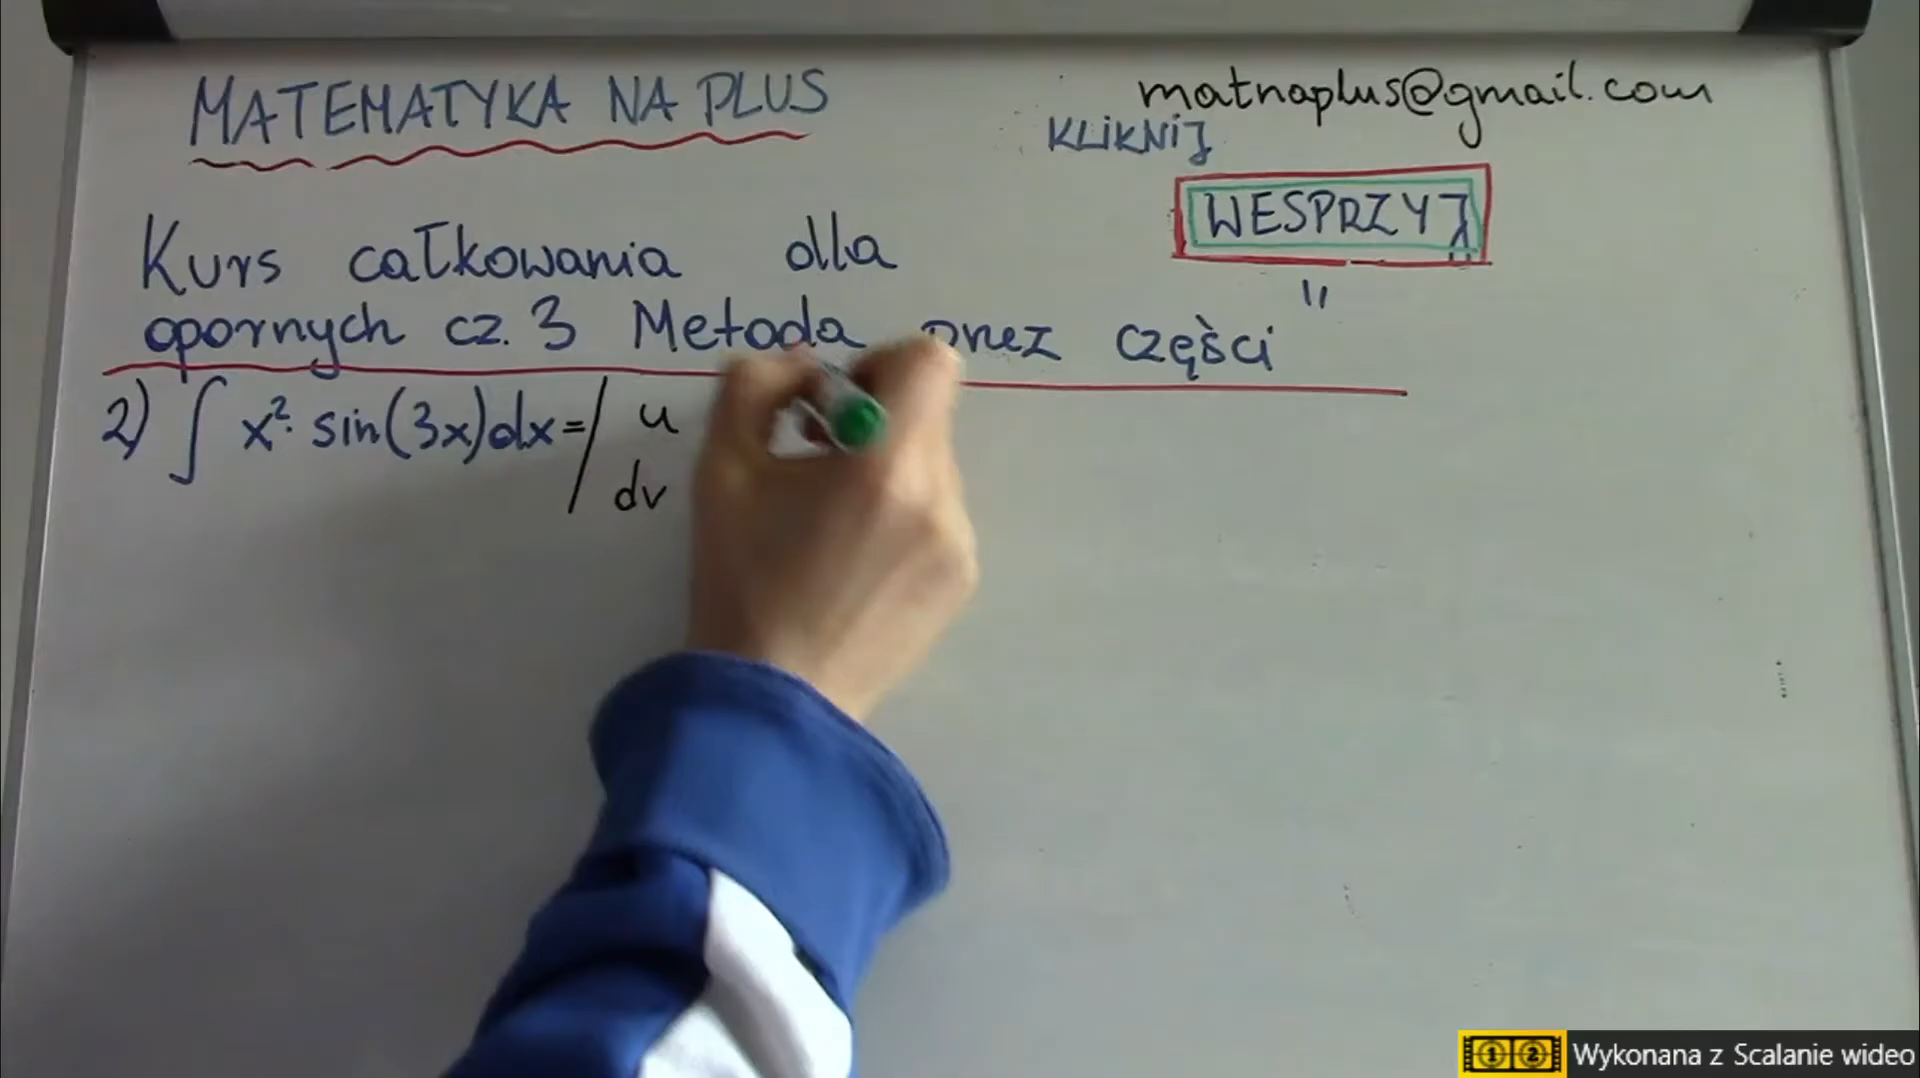 MATEMATYKA NA PLUS
matnaplus@gmail.com
KLIKNIJ
WESPRZYJ
Kurs całkowania dla
opornych cz. 3 Metoda przez części
2) ∫ x² · sin(3x)dx = / u
dv
Wykonana z Scalanie wideo